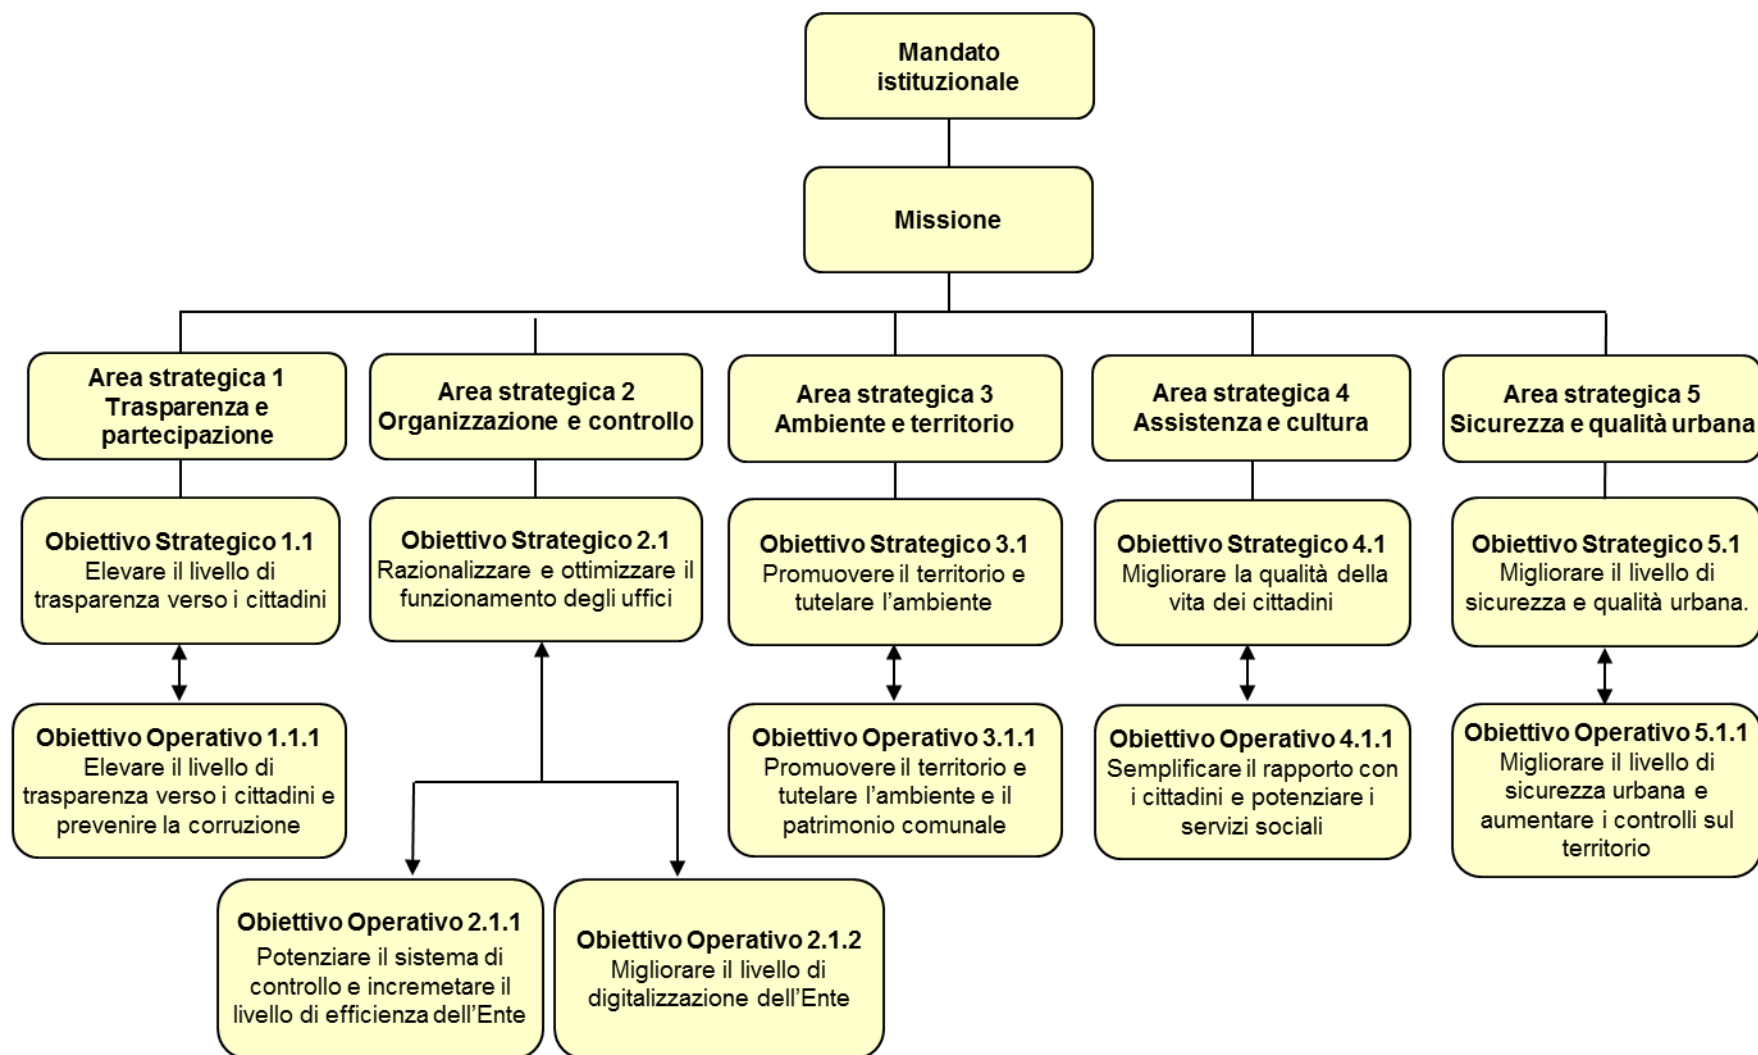 Mandato
istituzionale
Missione
Area strategica 1
Trasparenza e
partecipazione
Area strategica 2
Organizzazione e controllo
Area strategica 3
Ambiente e territorio
Area strategica 4
Assistenza e cultura
Area strategica 5
Sicurezza e qualità urbana
Obiettivo Strategico 1.1
Elevare il livello di
trasparenza verso i cittadini
Obiettivo Strategico 2.1
Razionalizzare e ottimizzare il
funzionamento degli uffici
Obiettivo Strategico 3.1
Promuovere il territorio e
tutelare l’ambiente
Obiettivo Strategico 4.1
Migliorare la qualità della
vita dei cittadini
Obiettivo Strategico 5.1
Migliorare il livello di
sicurezza e qualità urbana.
Obiettivo Operativo 1.1.1
Elevare il livello di
trasparenza verso i cittadini e
prevenire la corruzione
Obiettivo Operativo 3.1.1
Promuovere il territorio e
tutelare l’ambiente e il
patrimonio comunale
Obiettivo Operativo 4.1.1
Semplificare il rapporto con
i cittadini e potenziare i
servizi sociali
Obiettivo Operativo 5.1.1
Migliorare il livello di
sicurezza urbana e
aumentare i controlli sul
territorio
Obiettivo Operativo 2.1.1
Potenziare il sistema di
controllo e incremetare il
livello di efficienza dell’Ente
Obiettivo Operativo 2.1.2
Migliorare il livello di
digitalizzazione dell’Ente